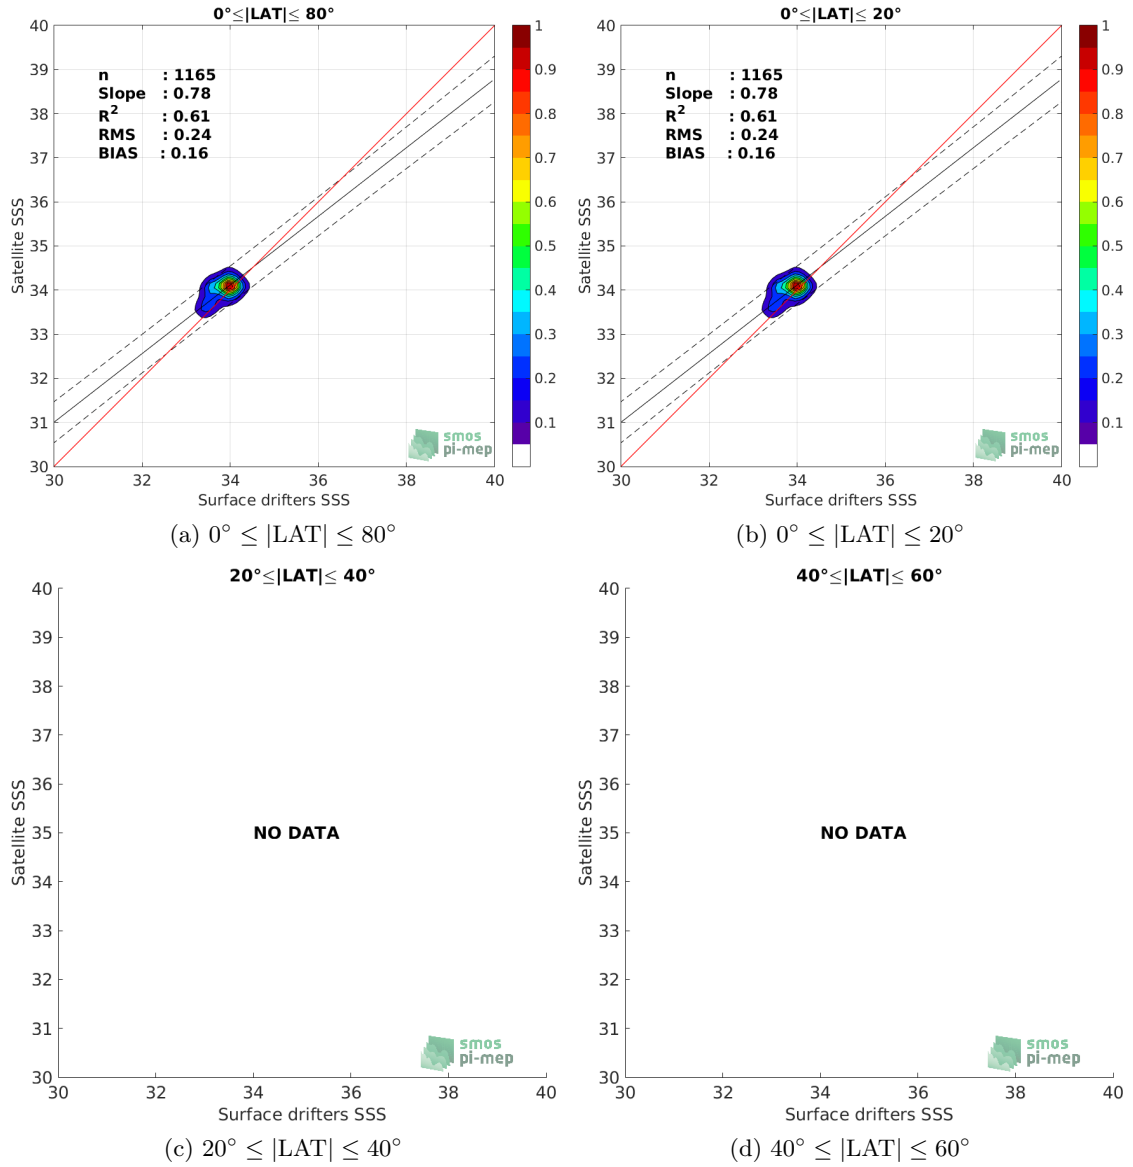 0°≤|LAT|≤ 80°
40
39
38
37
36
35
34
33
32
31
30
Satellite SSS
n : 1165
Slope : 0.78
R² : 0.61
RMS : 0.24
BIAS : 0.16
1
0.9
0.8
0.7
0.6
0.5
0.4
0.3
0.2
0.1
smos
pi-mep
30 32 34 36 38 40
Surface drifters SSS
(a) 0° ≤ |LAT| ≤ 80°
0°≤|LAT|≤ 20°
40
39
38
37
36
35
34
33
32
31
30
Satellite SSS
n : 1165
Slope : 0.78
R² : 0.61
RMS : 0.24
BIAS : 0.16
1
0.9
0.8
0.7
0.6
0.5
0.4
0.3
0.2
0.1
smos
pi-mep
30 32 34 36 38 40
Surface drifters SSS
(b) 0° ≤ |LAT| ≤ 20°
20°≤|LAT|≤ 40°
40
39
38
37
36
35
34
33
32
31
30
Satellite SSS
NO DATA
smos
pi-mep
30 32 34 36 38 40
Surface drifters SSS
(c) 20° ≤ |LAT| ≤ 40°
40°≤|LAT|≤ 60°
40
39
38
37
36
35
34
33
32
31
30
Satellite SSS
NO DATA
smos
pi-mep
30 32 34 36 38 40
Surface drifters SSS
(d) 40° ≤ |LAT| ≤ 60°